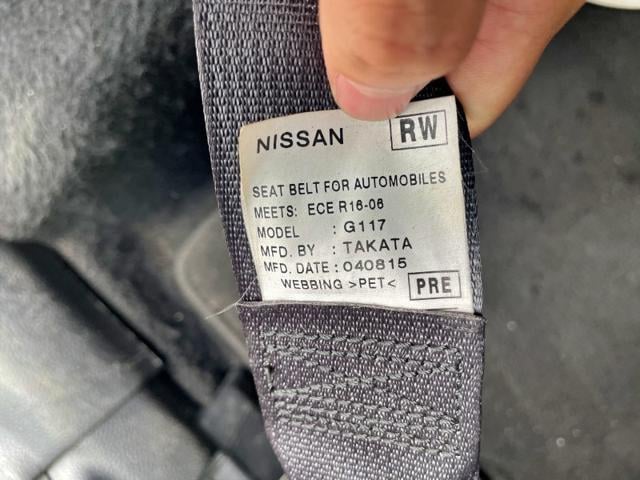 NISSAN RW
SEAT BELT FOR AUTOMOBILES
MEETS: ECE R16-06
MODEL : G117
MFD. BY : TAKATA
MFD. DATE : 040815
WEBBING >PET< PRE